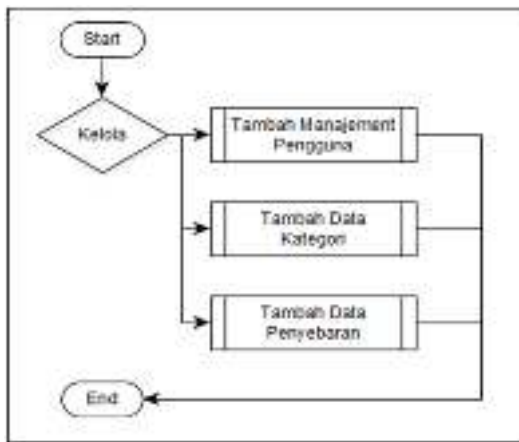 Start
Kelola
Tambah Manajement
Pengguna
Tambah Data
Kategori
Tambah Data
Penyebaran
End